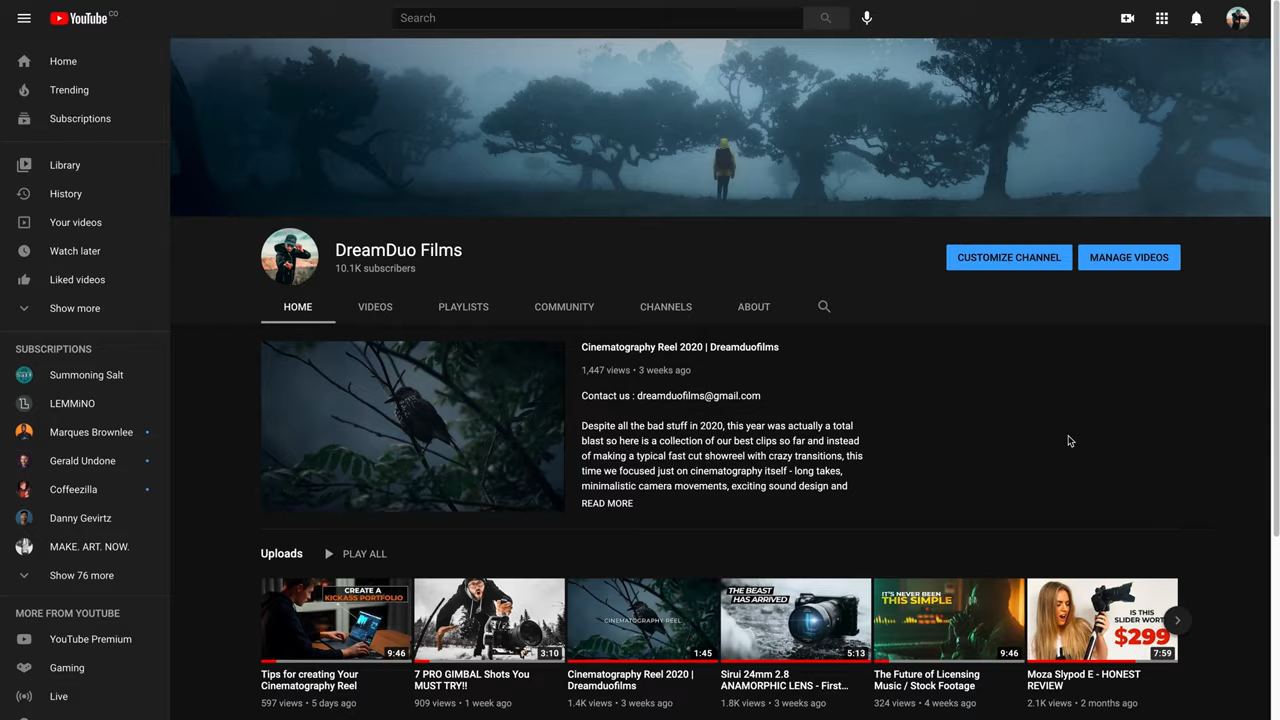 YouTube CO
Search
Home
Trending
Subscriptions
Library
History
Your videos
Watch later
Liked videos
Show more
SUBSCRIPTIONS
Summoning Salt
LEMMiNO
Marques Brownlee
Gerald Undone
Coffeezilla
Danny Gevirtz
MAKE. ART. NOW.
Show 76 more
MORE FROM YOUTUBE
YouTube Premium
Gaming
Live
DreamDuo Films
10.1K subscribers
CUSTOMIZE CHANNEL
MANAGE VIDEOS
HOME VIDEOS PLAYLISTS COMMUNITY CHANNELS ABOUT
Cinematography Reel 2020 | Dreamduofilms
1,447 views • 3 weeks ago
Contact us : dreamduofilms@gmail.com
Despite all the bad stuff in 2020, this year was actually a total
blast so here is a collection of our best clips so far and instead
of making a typical fast cut showreel with crazy transitions, this
time we focused just on cinematography itself - long takes,
minimalistic camera movements, exciting sound design and
READ MORE
Uploads PLAY ALL
CREATE A
KICKASS PORTFOLIO
9:46
Tips for creating Your
Cinematography Reel
597 views • 5 days ago
3:10
7 PRO GIMBAL Shots You
MUST TRY!!
909 views • 1 week ago
CINEMATOGRAPHY REEL
1:45
Cinematography Reel 2020 |
Dreamduofilms
1.4K views • 3 weeks ago
THE BEAST
HAS ARRIVED
5:13
Sirui 24mm 2.8
ANAMORPHIC LENS - First...
1.8K views • 3 weeks ago
IT'S NEVER BEEN
THIS SIMPLE
9:46
The Future of Licensing
Music / Stock Footage
324 views • 4 weeks ago
IS THIS
SLIDER WORTH
$299
7:59
Moza Slypod E - HONEST
REVIEW
2.1K views • 2 months ago